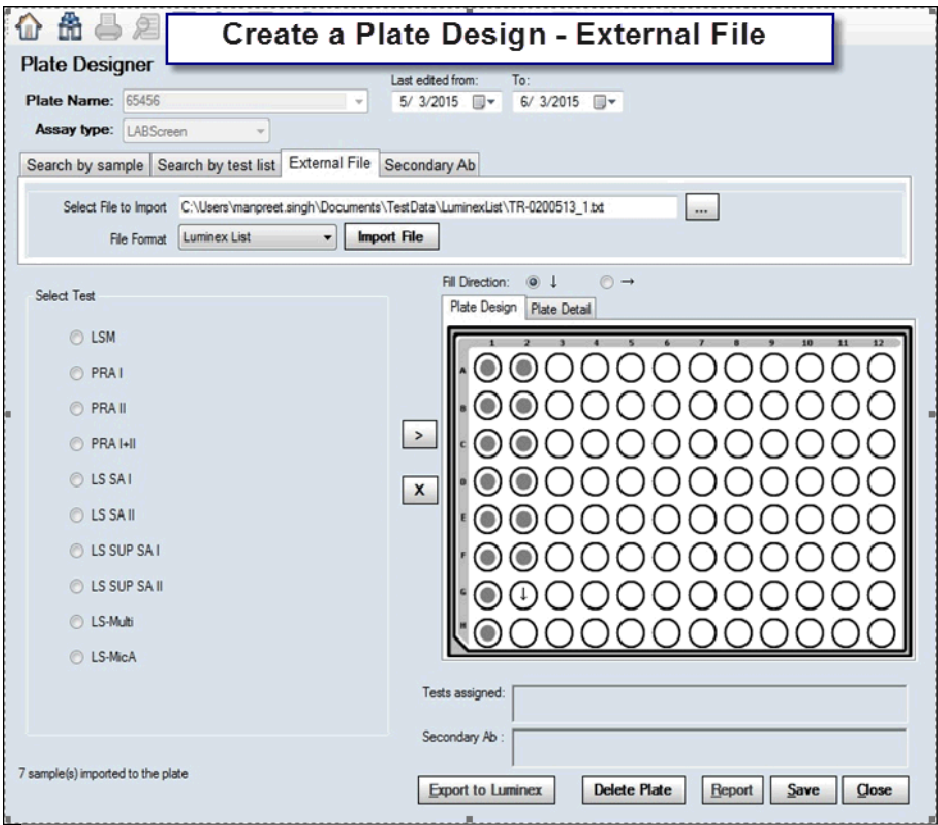 Create a Plate Design - External File
Plate Designer
Last edited from: To:
Plate Name: 65456 5/ 3/2015 6/ 3/2015
Assay type: LABScreen
Search by sample Search by test list External File Secondary Ab
Select File to Import C:\Users\manpreet.singh\Documents\TestData\LuminexList\TR-0200513_1.txt ...
File Format Luminex List Import File
Fill Direction: ↓ →
Select Test
Plate Design Plate Detail
1 2 3 4 5 6 7 8 9 10 11 12
LSM
A
PRA I
B
PRA II
>
C
PRA I+II
D
LS SA I
X
E
LS SA II
F
LS SUP SA I
G ↓
LS SUP SA II
H
LS-Multi
LS-MicA
Tests assigned:
Secondary Ab :
7 sample(s) imported to the plate
Export to Luminex Delete Plate Report Save Close